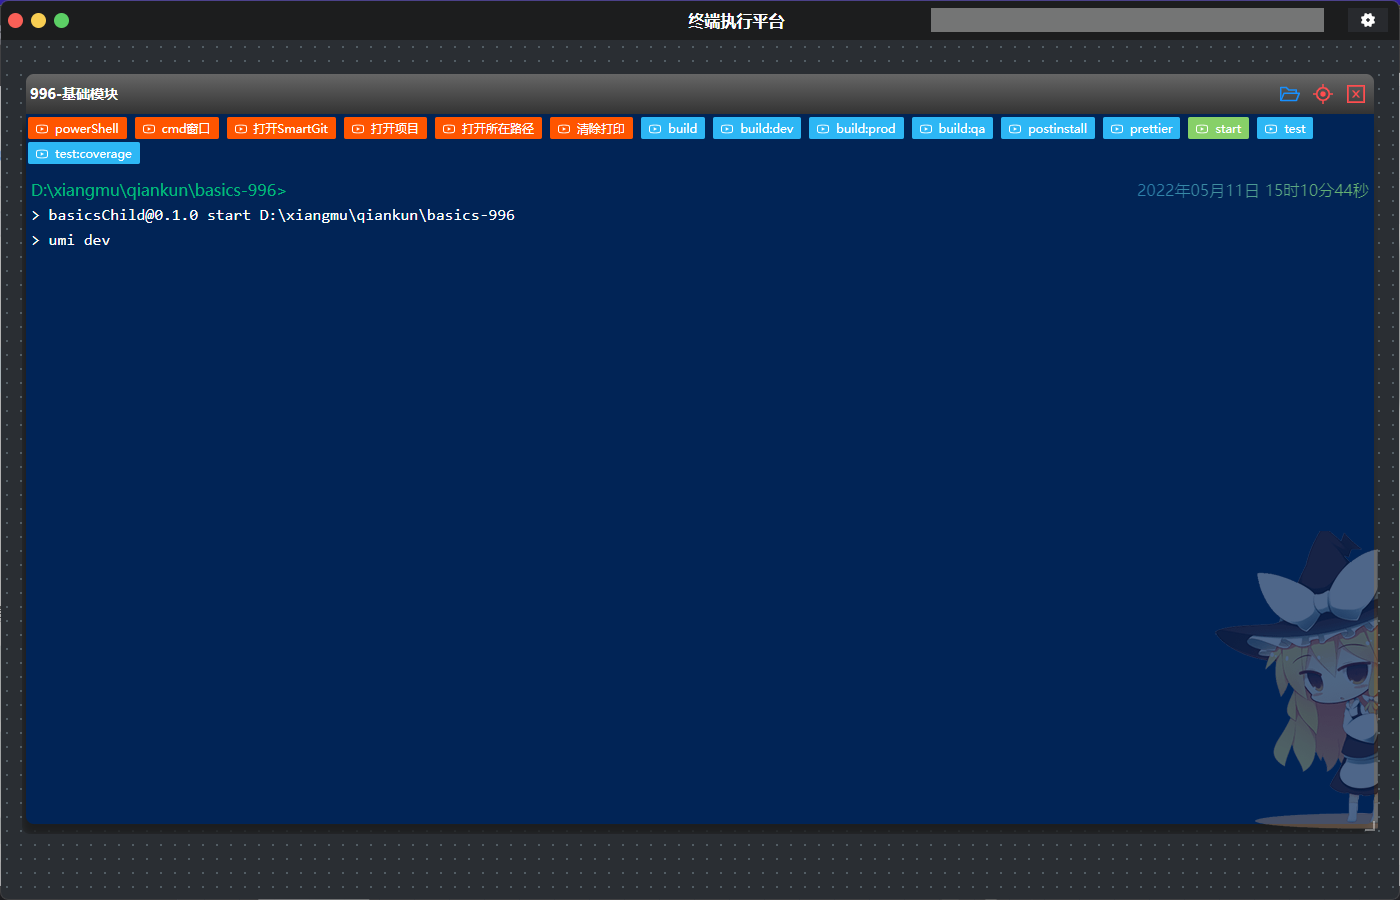 终端执行平台
996-基础模块
powerShell cmd窗口 打开SmartGit 打开项目 打开所在路径 清除打印 build build:dev build:prod build:qa postinstall prettier start test
test:coverage
D:\xiangmu\qiankun\basics-996> 2022年05月11日 15时10分44秒
> basicsChild@0.1.0 start D:\xiangmu\qiankun\basics-996
> umi dev